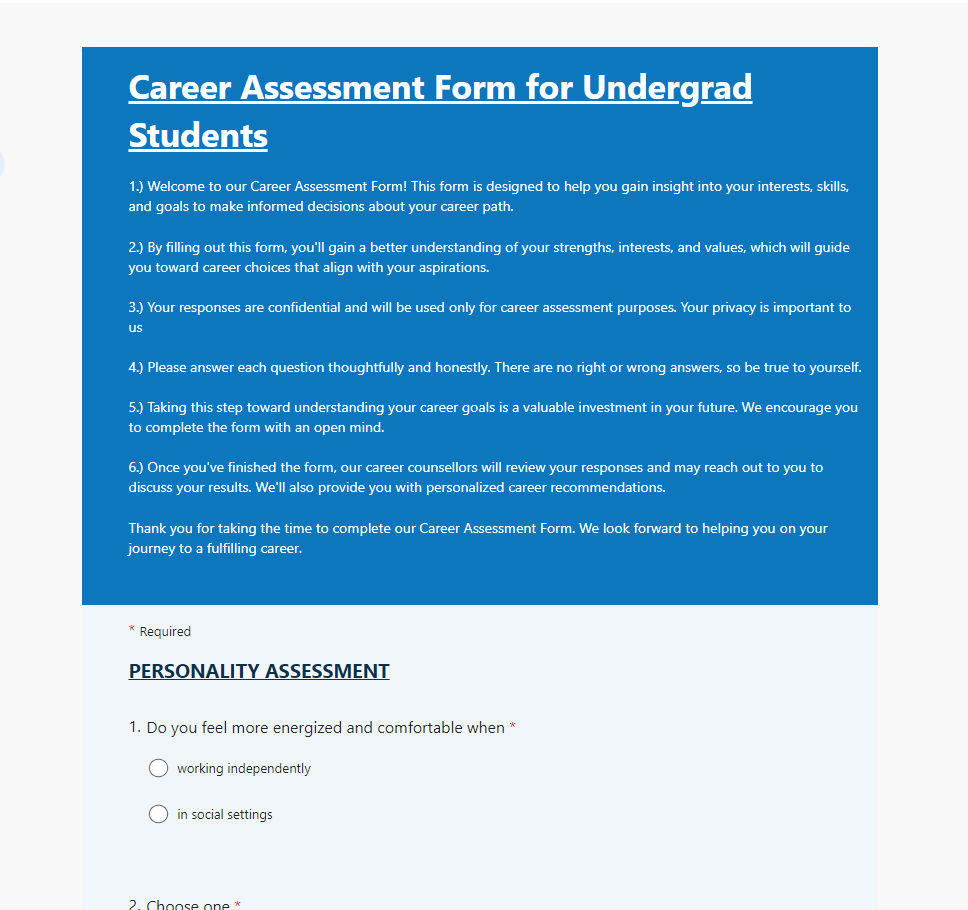 Career Assessment Form for Undergrad
Students
1.) Welcome to our Career Assessment Form! This form is designed to help you gain insight into your interests, skills,
and goals to make informed decisions about your career path.
2.) By filling out this form, you'll gain a better understanding of your strengths, interests, and values, which will guide
you toward career choices that align with your aspirations.
3.) Your responses are confidential and will be used only for career assessment purposes. Your privacy is important to
us
4.) Please answer each question thoughtfully and honestly. There are no right or wrong answers, so be true to yourself.
5.) Taking this step toward understanding your career goals is a valuable investment in your future. We encourage you
to complete the form with an open mind.
6.) Once you've finished the form, our career counsellors will review your responses and may reach out to you to
discuss your results. We'll also provide you with personalized career recommendations.
Thank you for taking the time to complete our Career Assessment Form. We look forward to helping you on your
journey to a fulfilling career.
* Required
PERSONALITY ASSESSMENT
1. Do you feel more energized and comfortable when *
working independently
in social settings
2. Choose one *